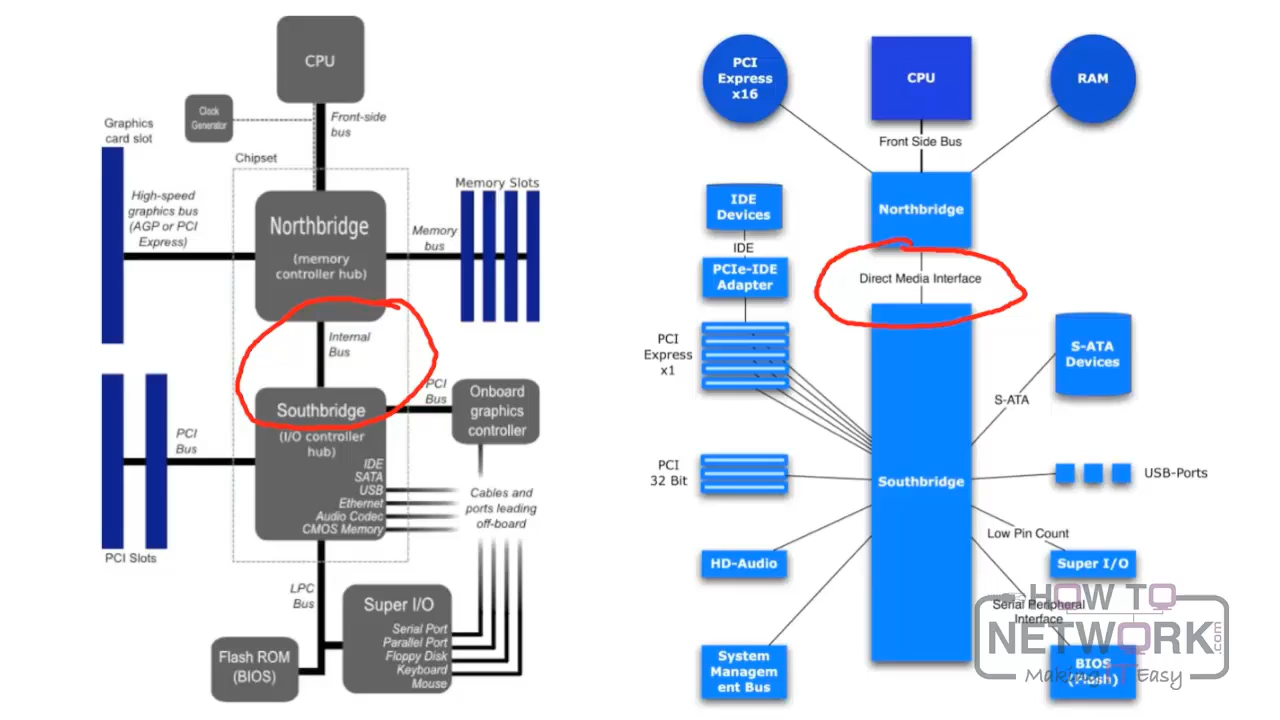 CPU
Clock
Generator
Front-side
bus
Graphics
card slot
Chipset
High-speed
graphics bus
(AGP or PCI
Express)
Northbridge
(memory
controller hub)
Memory
bus
Memory Slots
Internal
Bus
Southbridge
(I/O controller
hub)
IDE
SATA
USB
Ethernet
Audio Codec
CMOS Memory
PCI
Bus
Onboard
graphics
controller
PCI
Bus
PCI Slots
Cables and
ports leading
off-board
LPC
Bus
Super I/O
Serial Port
Parallel Port
Floppy Disk
Keyboard
Mouse
Flash ROM
(BIOS)
PCI
Express
x16
CPU
RAM
Front Side Bus
Northbridge
IDE
Devices
IDE
PCIe-IDE
Adapter
Direct Media Interface
PCI
Express
x1
S-ATA
Devices
S-ATA
PCI
32 Bit
Southbridge
USB-Ports
Low Pin Count
HD-Audio
Super I/O
Serial Peripheral
Interface
System
Managem
ent Bus
BIOS
(Flash)
HOW TO
NETWORK
.com
Making IT Easy